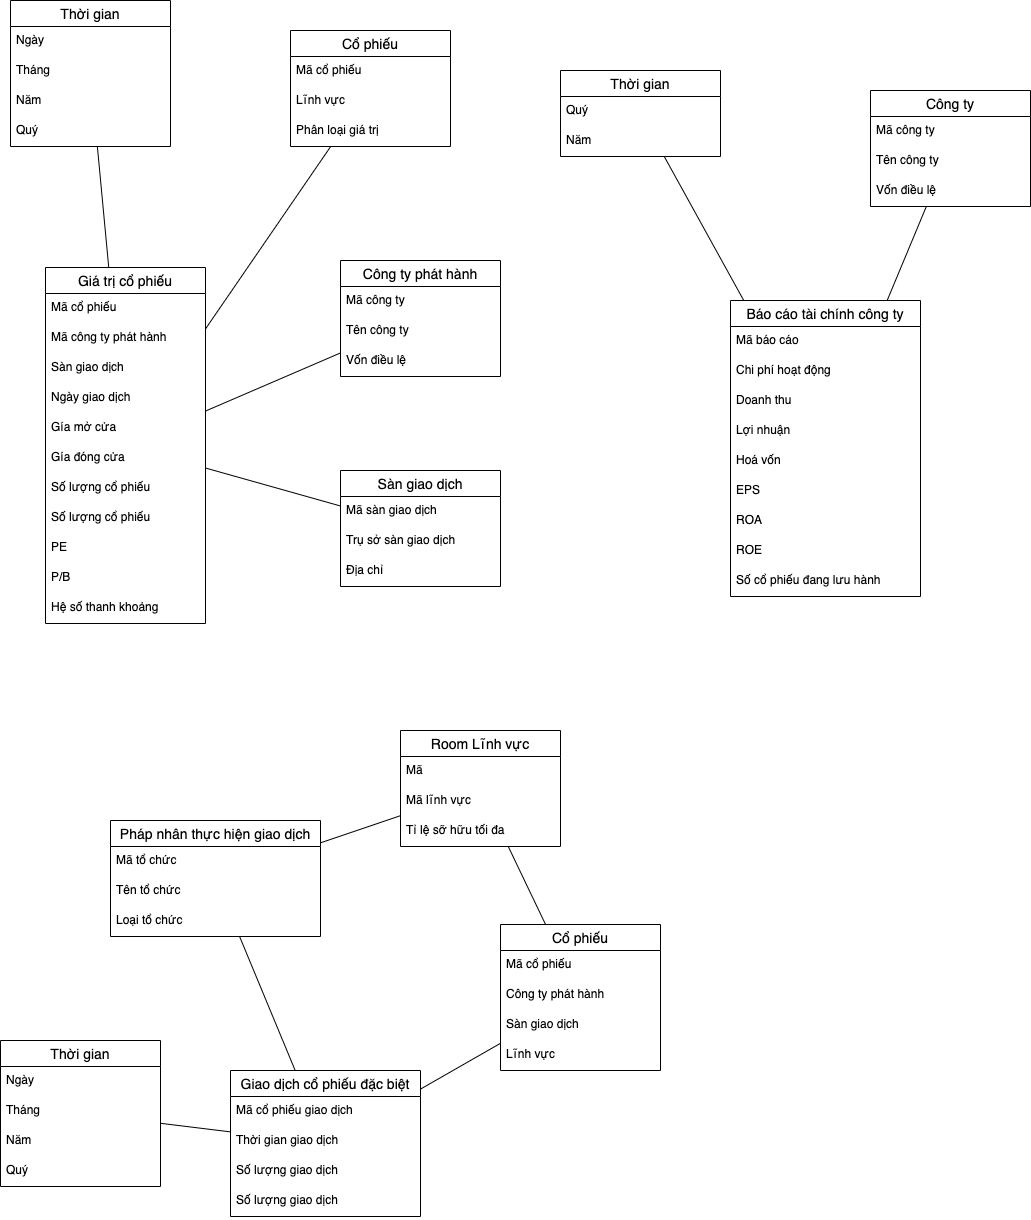 Thời gian
Ngày
Tháng
Năm
Quý
Cổ phiếu
Mã cổ phiếu
Lĩnh vực
Phân loại giá trị
Thời gian
Quý
Năm
Công ty
Mã công ty
Tên công ty
Vốn điều lệ
Giá trị cổ phiếu
Mã cổ phiếu
Mã công ty phát hành
Sàn giao dịch
Ngày giao dịch
Gía mở cửa
Gía đóng cửa
Số lượng cổ phiếu
Số lượng cổ phiếu
PE
P/B
Hệ số thanh khoảng
Công ty phát hành
Mã công ty
Tên công ty
Vốn điều lệ
Sàn giao dịch
Mã sàn giao dịch
Trụ sở sàn giao dịch
Địa chỉ
Báo cáo tài chính công ty
Mã báo cáo
Chi phí hoạt động
Doanh thu
Lợi nhuận
Hoá vốn
EPS
ROA
ROE
Số cổ phiếu đang lưu hành
Room Lĩnh vực
Mã
Mã lĩnh vực
Tỉ lệ sỡ hữu tối đa
Pháp nhân thực hiện giao dịch
Mã tổ chức
Tên tổ chức
Loại tổ chức
Cổ phiếu
Mã cổ phiếu
Công ty phát hành
Sàn giao dịch
Lĩnh vực
Thời gian
Ngày
Tháng
Năm
Quý
Giao dịch cổ phiếu đặc biệt
Mã cổ phiếu giao dịch
Thời gian giao dịch
Số lượng giao dịch
Số lượng giao dịch